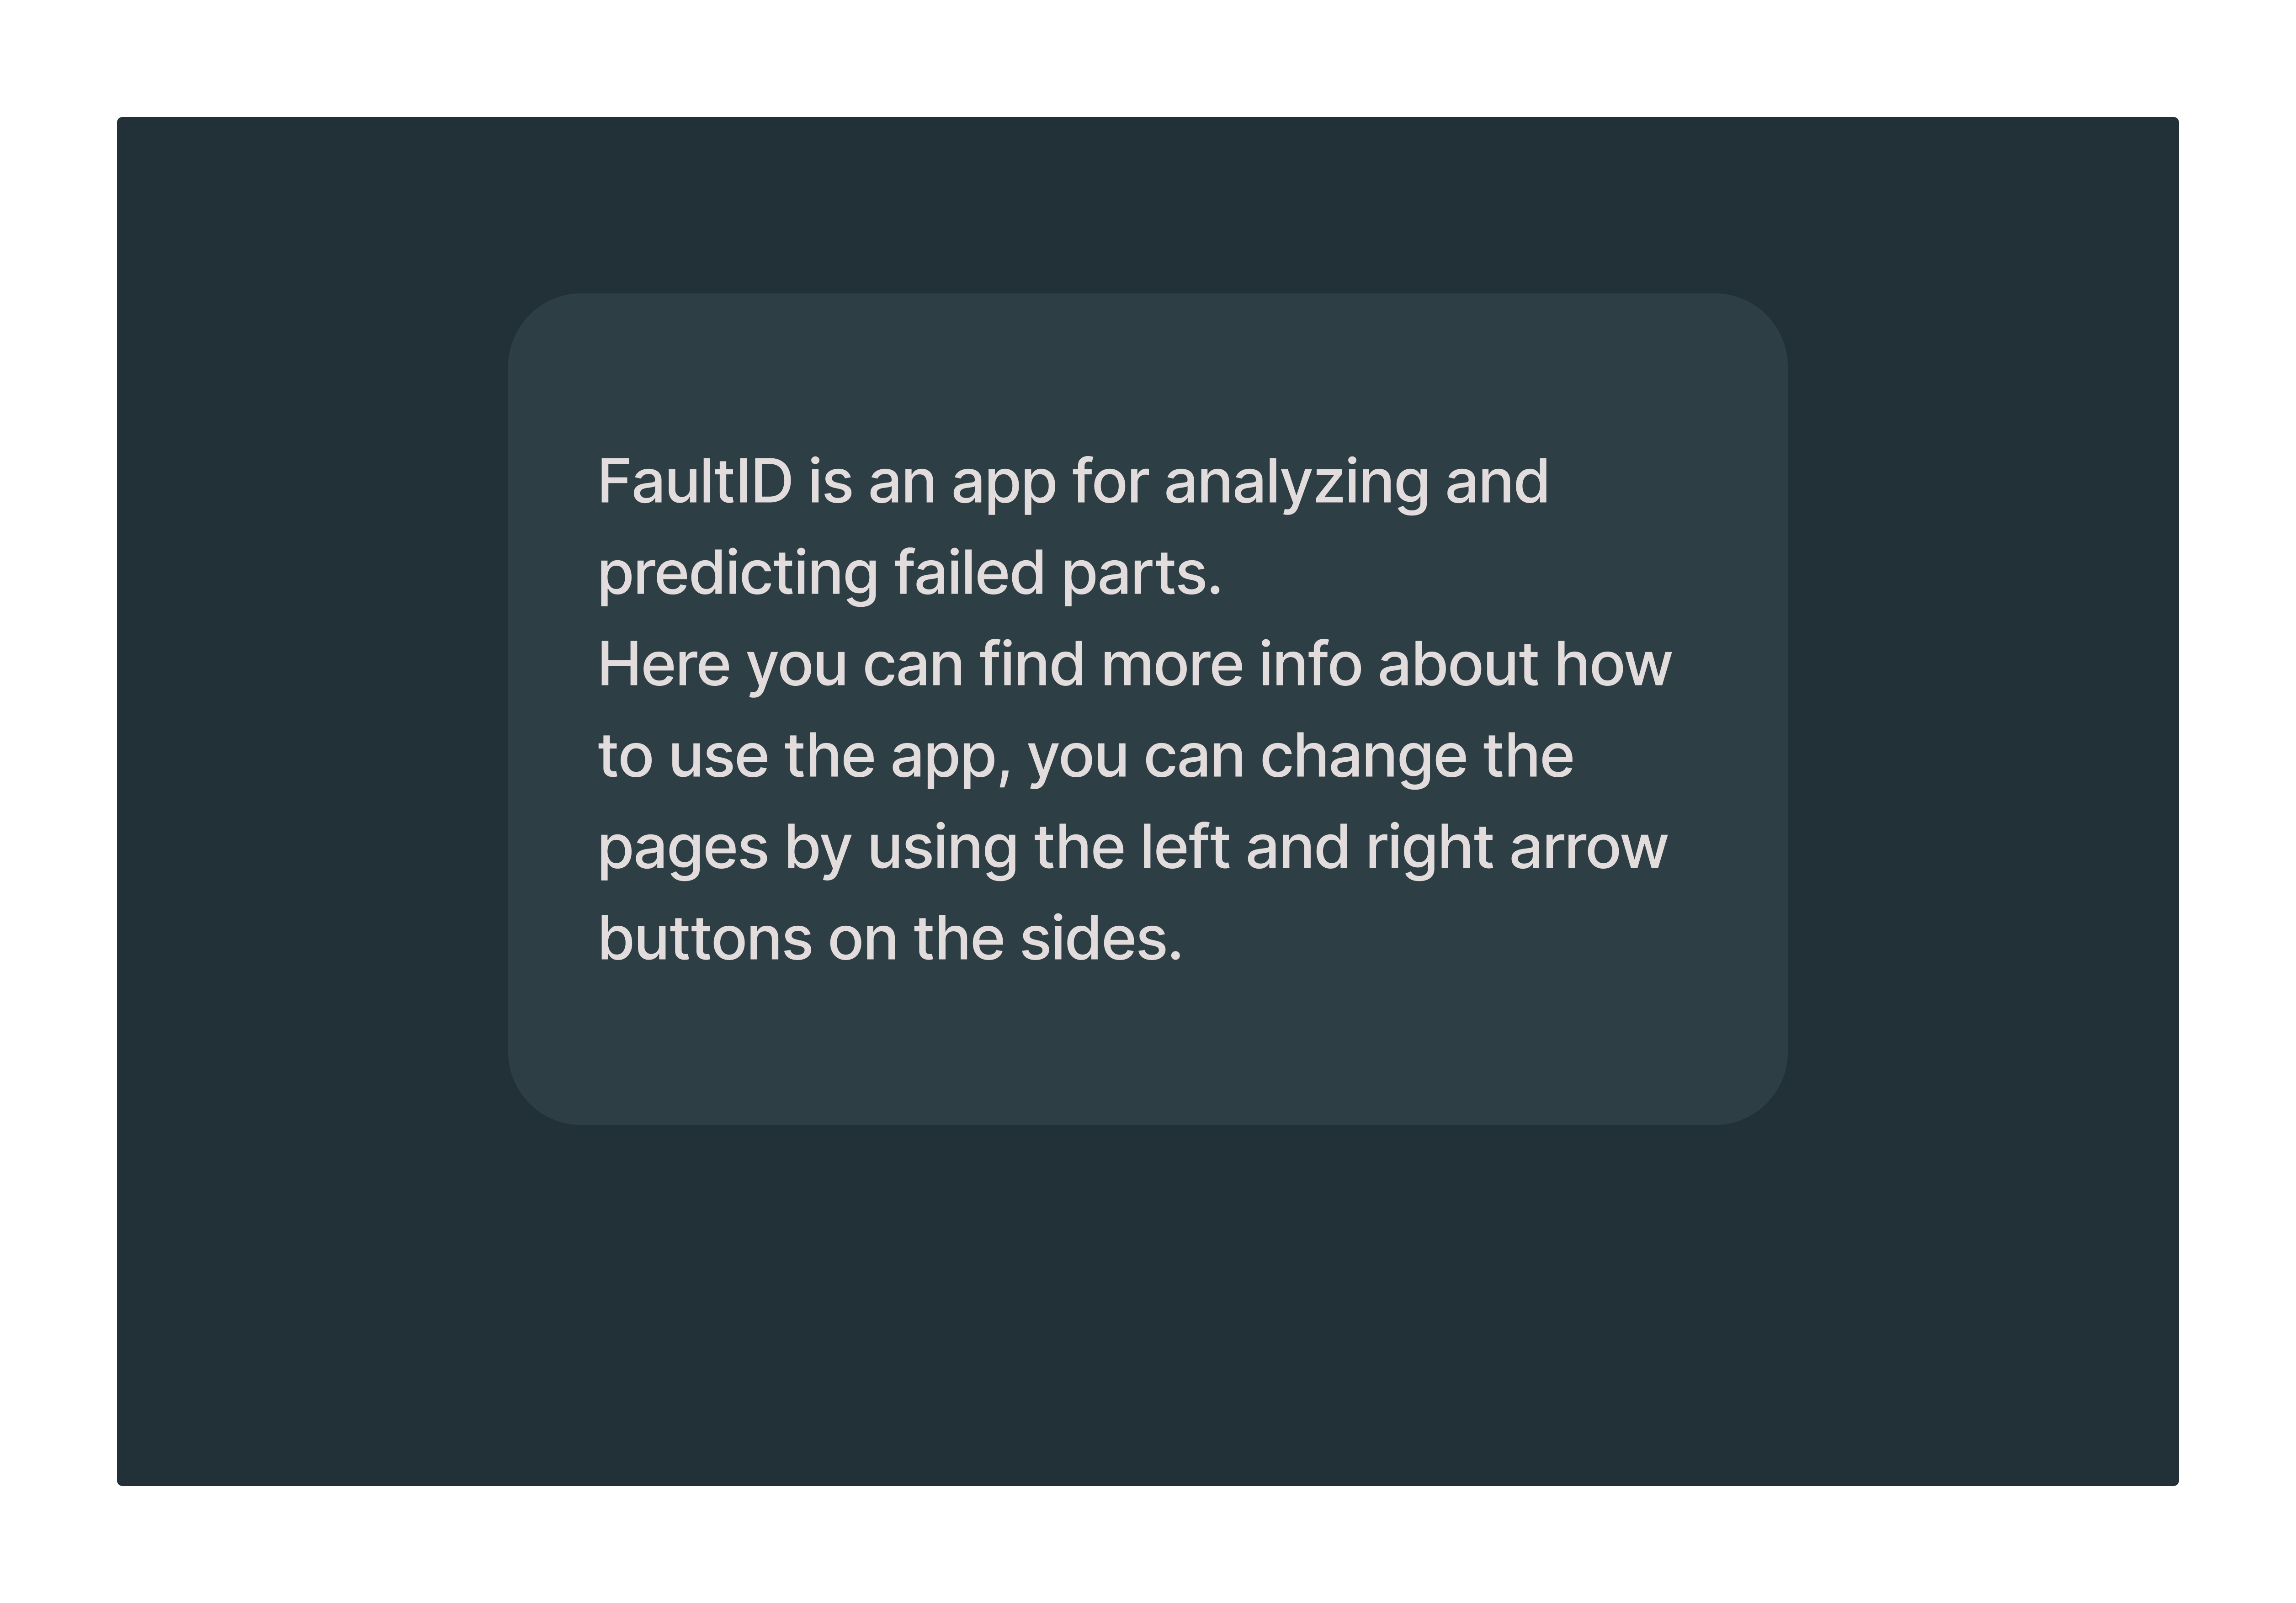 FaultID is an app for analyzing and
predicting failed parts.
Here you can find more info about how
to use the app, you can change the
pages by using the left and right arrow
buttons on the sides.